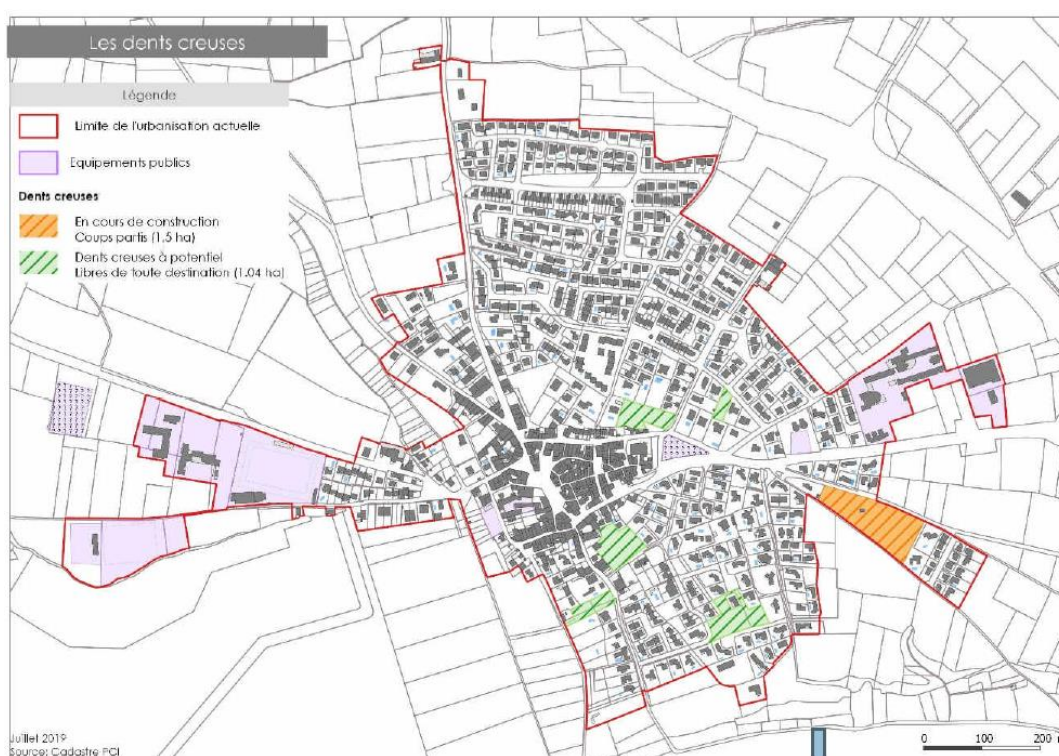 Les dents creuses
Légende
Limite de l'urbanisation actuelle
Equipements publics
Dents creuses
En cours de construction
Coups partis (1.5 ha)
Dents creuses à potentiel
Libres de toute destination (1.04 ha)
Juillet 2019
Source: Cadastre PCI
0 100 200